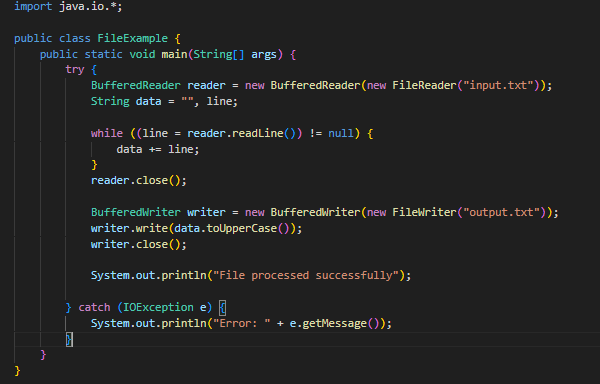 import java.io.*;

public class FileExample {
    public static void main(String[] args) {
        try {
            BufferedReader reader = new BufferedReader(new FileReader("input.txt"));
            String data = "", line;

            while ((line = reader.readLine()) != null) {
                data += line;
            }
            reader.close();

            BufferedWriter writer = new BufferedWriter(new FileWriter("output.txt"));
            writer.write(data.toUpperCase());
            writer.close();

            System.out.println("File processed successfully");

        } catch (IOException e) {
            System.out.println("Error: " + e.getMessage());
        }
    }
}